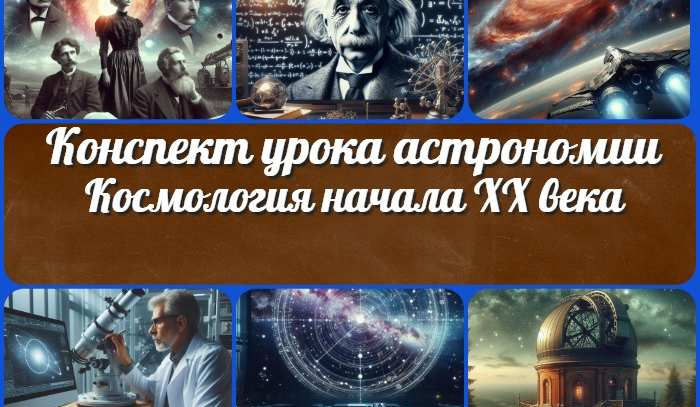 Конспект урока астрономии
Космология начала XX века